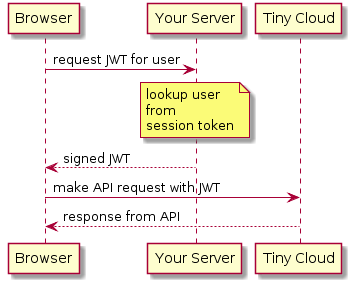 Browser
Your Server
Tiny Cloud
request JWT for user
lookup user
from
session token
signed JWT
make API request with JWT
response from API
Browser
Your Server
Tiny Cloud